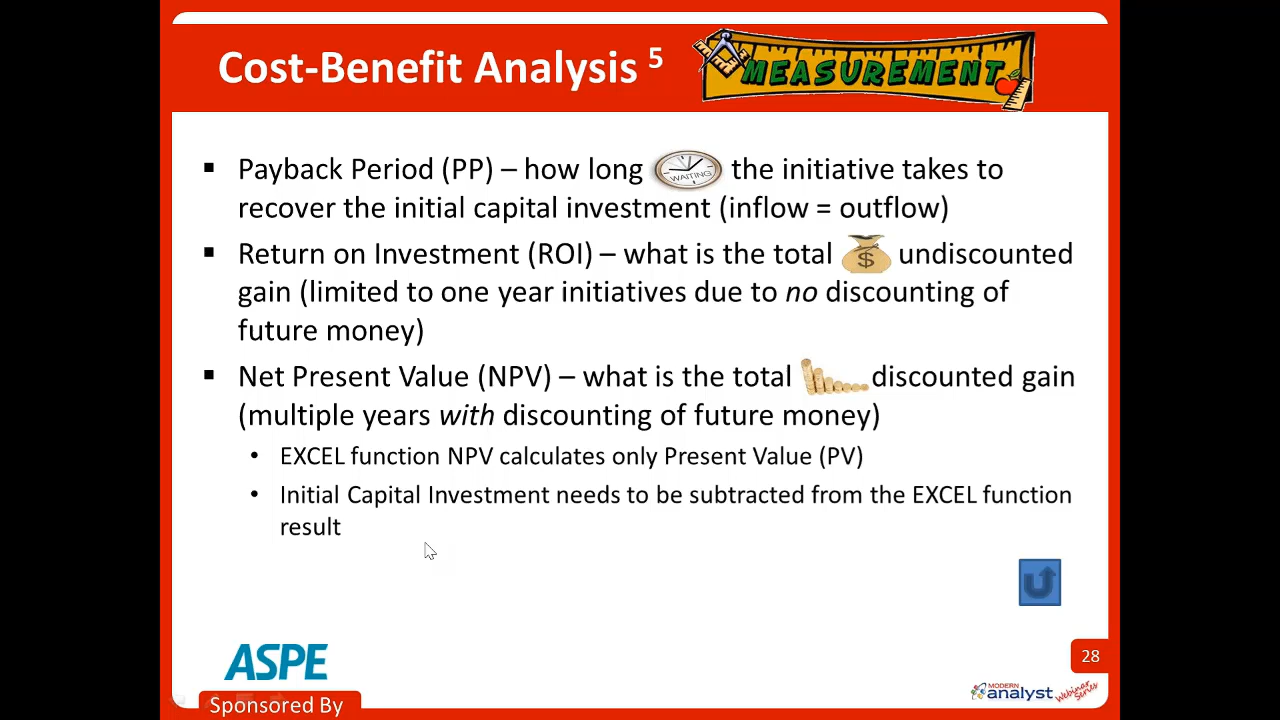 Cost-Benefit Analysis 5
MEASUREMENT
▪ Payback Period (PP) – how long WAITING the initiative takes to
recover the initial capital investment (inflow = outflow)
▪ Return on Investment (ROI) – what is the total $ undiscounted
gain (limited to one year initiatives due to no discounting of
future money)
▪ Net Present Value (NPV) – what is the total discounted gain
(multiple years with discounting of future money)
• EXCEL function NPV calculates only Present Value (PV)
• Initial Capital Investment needs to be subtracted from the EXCEL function
result
ASPE
28
MODERN
analyst Webinar
Series
Sponsored By